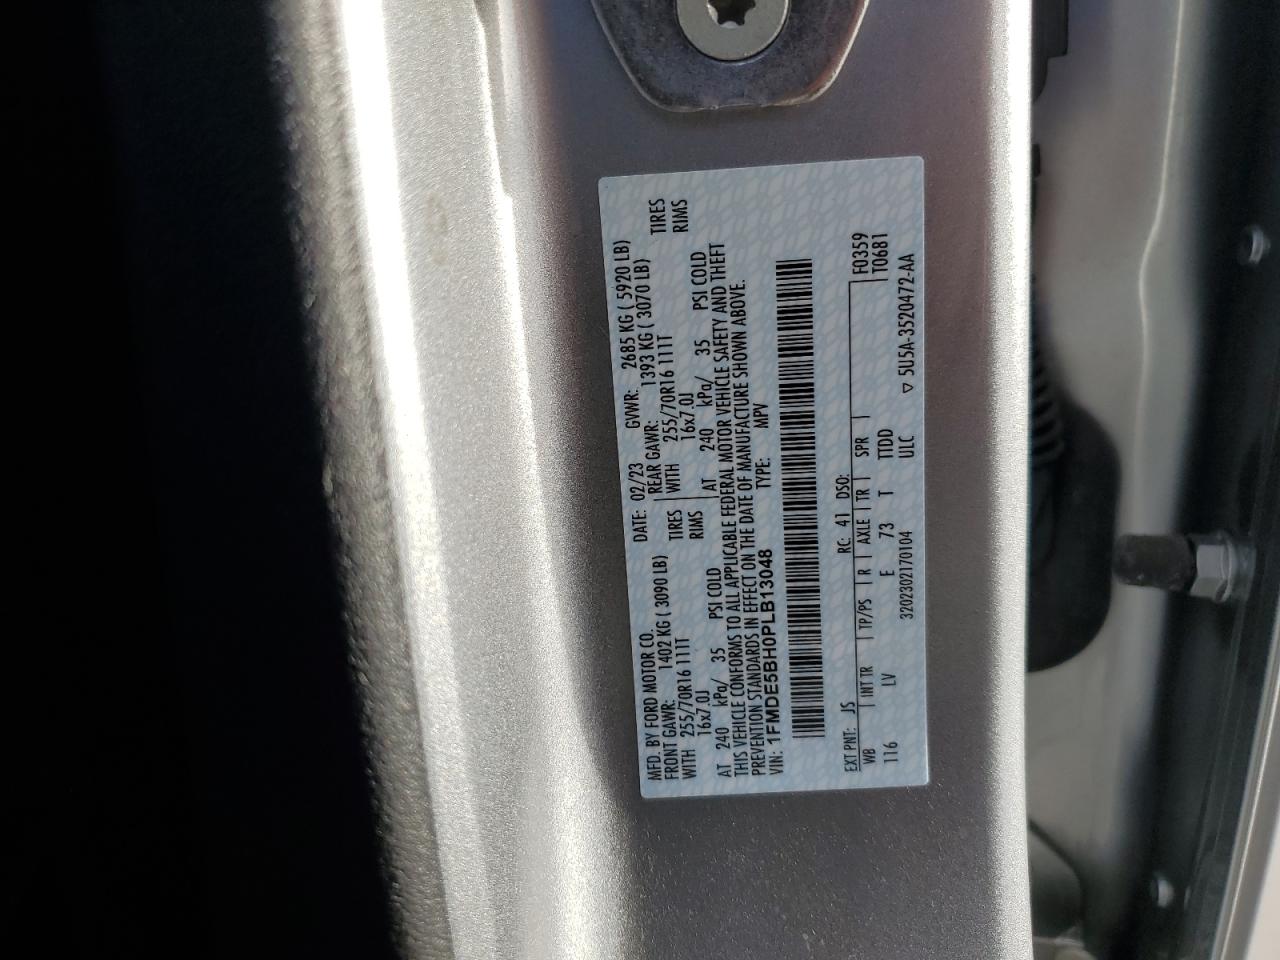 MFD. BY FORD MOTOR CO. DATE: 02/23 GVWR: 2685 KG ( 5920 LB)
FRONT GAWR: 1402 KG ( 3090 LB) REAR GAWR: 1393 KG ( 3070 LB)
WITH 255/70R16 111T TIRES WITH 255/70R16 111T TIRES
16x7.0J RIMS 16x7.0J RIMS
AT 240 kPa/ 35 PSI COLD AT 240 kPa/ 35 PSI COLD
THIS VEHICLE CONFORMS TO ALL APPLICABLE FEDERAL MOTOR VEHICLE SAFETY AND THEFT
PREVENTION STANDARDS IN EFFECT ON THE DATE OF MANUFACTURE SHOWN ABOVE.
VIN: 1FMDE5BH0PLB13048 TYPE: MPV
EXT PNT: JS RC: 41 DSO: F0359
WB INT TR TP/PS R AXLE TR SPR T0681
116 LV E 73 T TTDD
3202302170104 ULC ▽ 5U5A-3520472-AA